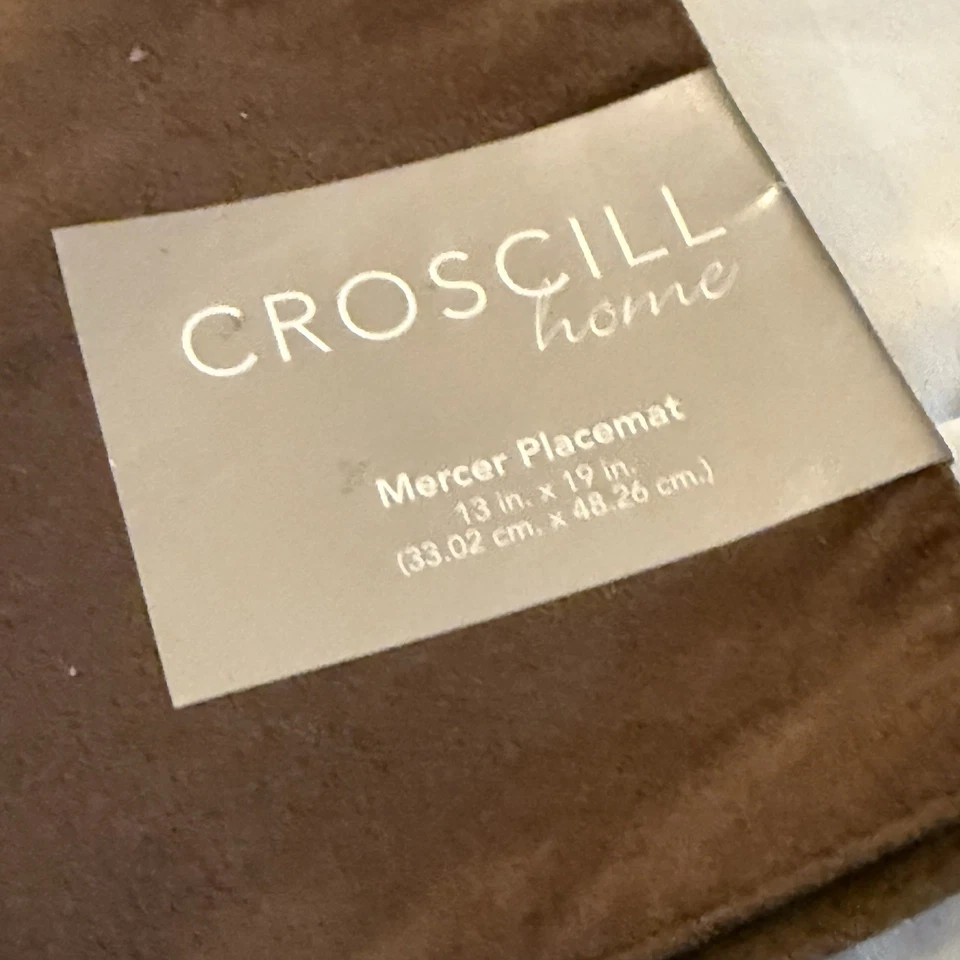 CROSCILL
home
Mercer Placemat
13 in. x 19 in.
(33.02 cm. x 48.26 cm.)